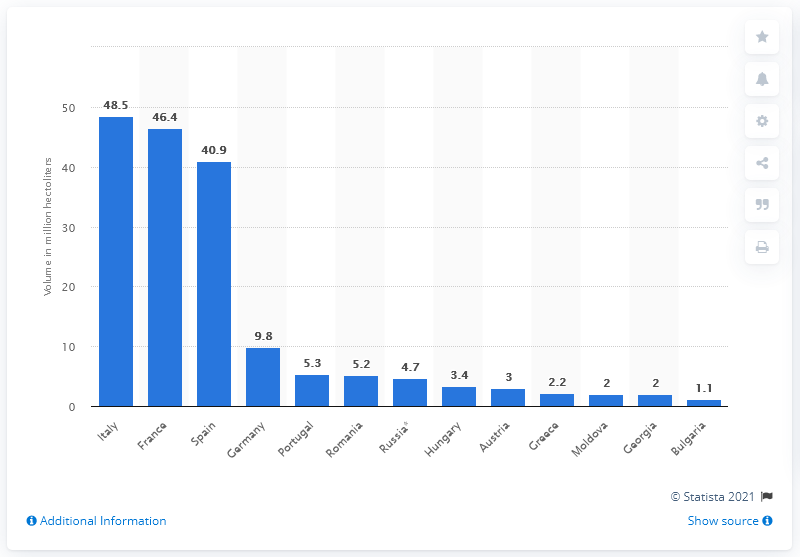 Volume in million hectoliters
50
40
30
20
10
0
48.5
46.4
40.9
9.8
5.3
5.2
4.7
3.4
3
2.2
2
2
1.1
Italy
France
Spain
Germany
Portugal
Romania
Russia*
Hungary
Austria
Greece
Moldova
Georgia
Bulgaria
© Statista 2021
Additional Information
Show source